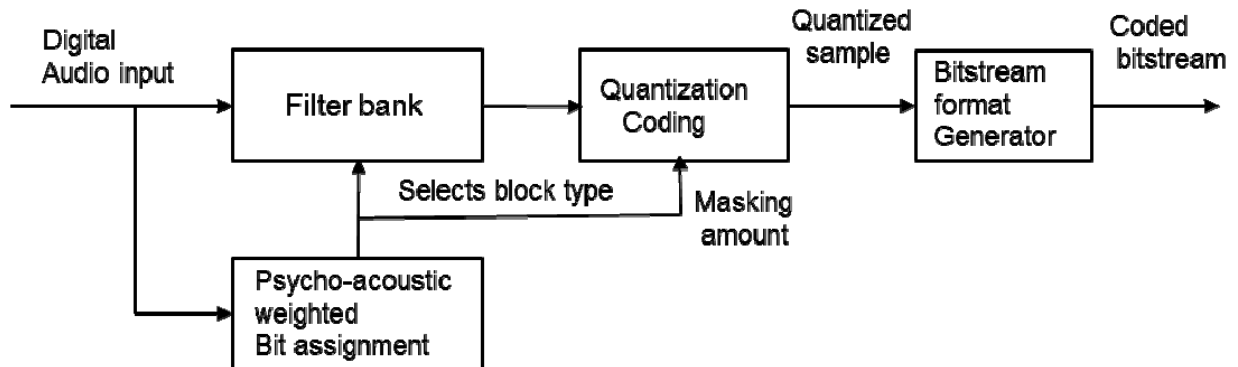 Digital
Audio input
Filter bank
Quantization
Coding
Quantized
sample
Bitstream
format
Generator
Coded
bitstream
Selects block type
Masking
amount
Psycho-acoustic
weighted
Bit assignment